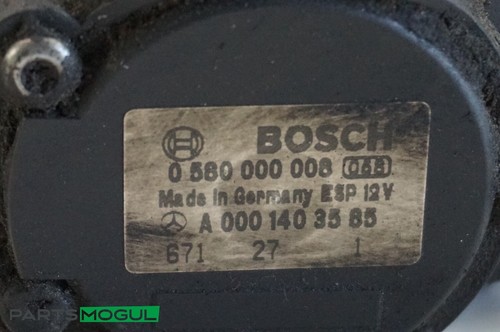 BOSCH
0 580 000 008
Made in Germany ESP 12V
A 000 140 35 85
671 27 1
PARTSMOGUL